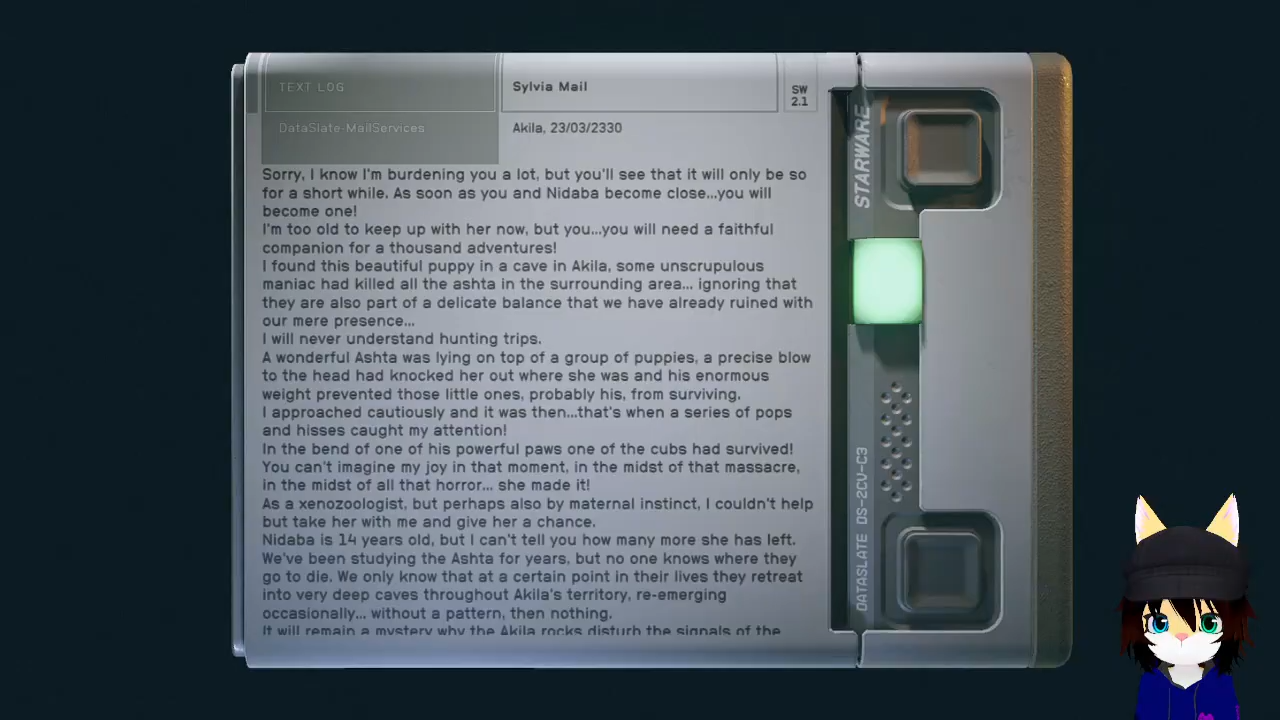 TEXT LOG
Sylvia Mail
SW
2.1
DataSlate-MailServices
Akila, 23/03/2330
Sorry, I know I'm burdening you a lot, but you'll see that it will only be so
for a short while. As soon as you and Nidaba become close...you will
become one!
I'm too old to keep up with her now, but you...you will need a faithful
companion for a thousand adventures!
I found this beautiful puppy in a cave in Akila, some unscrupulous
maniac had killed all the ashta in the surrounding area... ignoring that
they are also part of a delicate balance that we have already ruined with
our mere presence...
I will never understand hunting trips.
A wonderful Ashta was lying on top of a group of puppies, a precise blow
to the head had knocked her out where she was and his enormous
weight prevented those little ones, probably his, from surviving.
I approached cautiously and it was then...that's when a series of pops
and hisses caught my attention!
In the bend of one of his powerful paws one of the cubs had survived!
You can't imagine my joy in that moment, in the midst of that massacre,
in the midst of all that horror... she made it!
As a xenozoologist, but perhaps also by maternal instinct, I couldn't help
but take her with me and give her a chance.
Nidaba is 14 years old, but I can't tell you how many more she has left.
We've been studying the Ashta for years, but no one knows where they
go to die. We only know that at a certain point in their lives they retreat
into very deep caves throughout Akila's territory, re-emerging
occasionally... without a pattern, then nothing.
It will remain a mystery why the Akila rocks disturb the signals of the
STARWARE
DATASLATE DS-2CV-C3